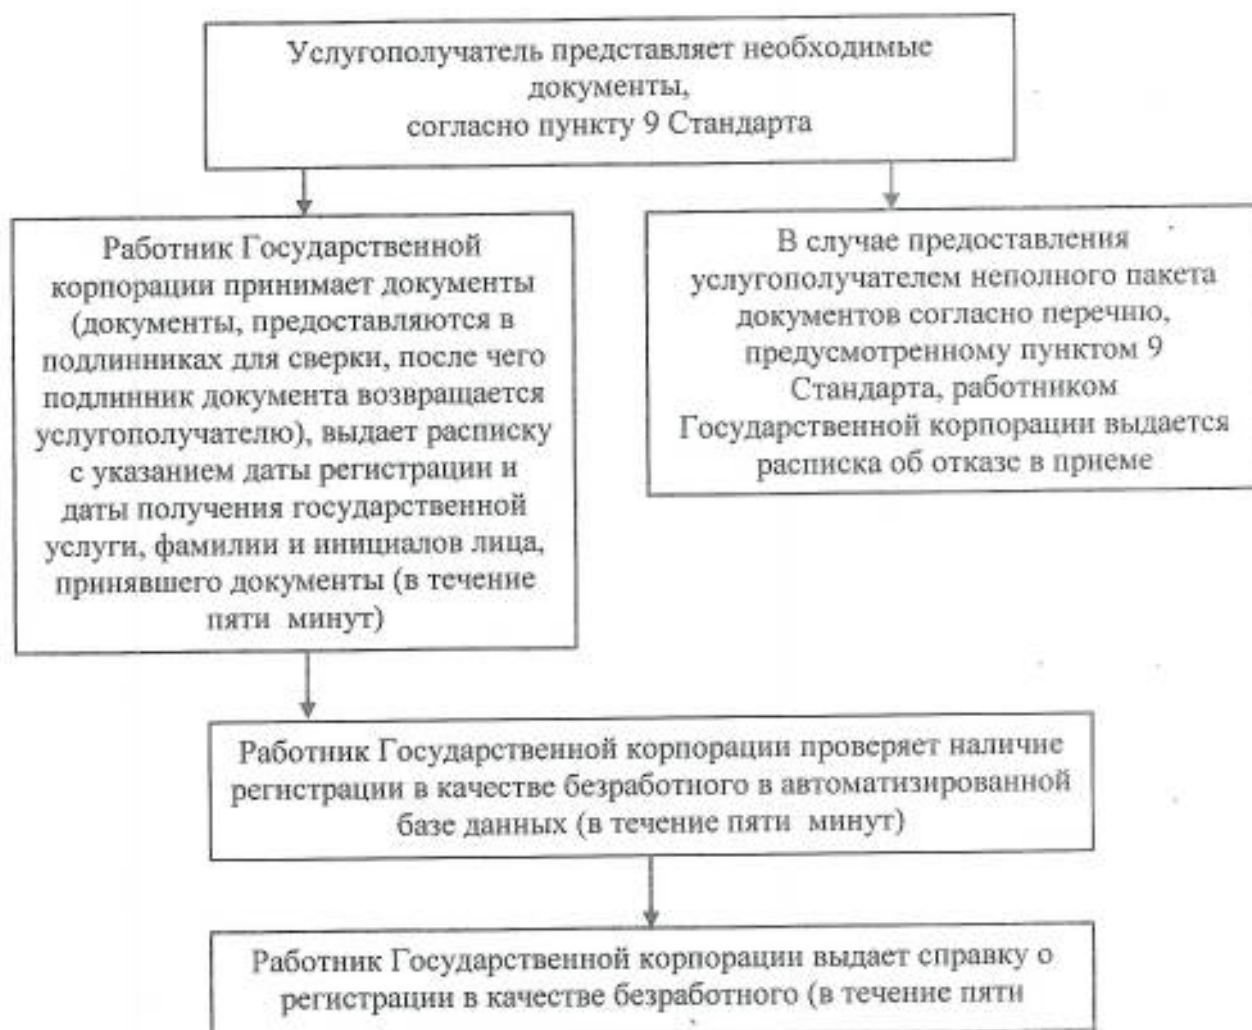 Услугополучатель представляет необходимые
документы,
согласно пункту 9 Стандарта
Работник Государственной
корпорации принимает документы
(документы, предоставляются в
подлинниках для сверки, после чего
подлинник документа возвращается
услугополучателю), выдает расписку
с указанием даты регистрации и
даты получения государственной
услуги, фамилии и инициалов лица,
принявшего документы (в течение
пяти минут)
В случае предоставления
услугополучателем неполного пакета
документов согласно перечню,
предусмотренному пунктом 9
Стандарта, работником
Государственной корпорации выдается
расписка об отказе в приеме
Работник Государственной корпорации проверяет наличие
регистрации в качестве безработного в автоматизированной
базе данных (в течение пяти минут)
Работник Государственной корпорации выдает справку о
регистрации в качестве безработного (в течение пяти